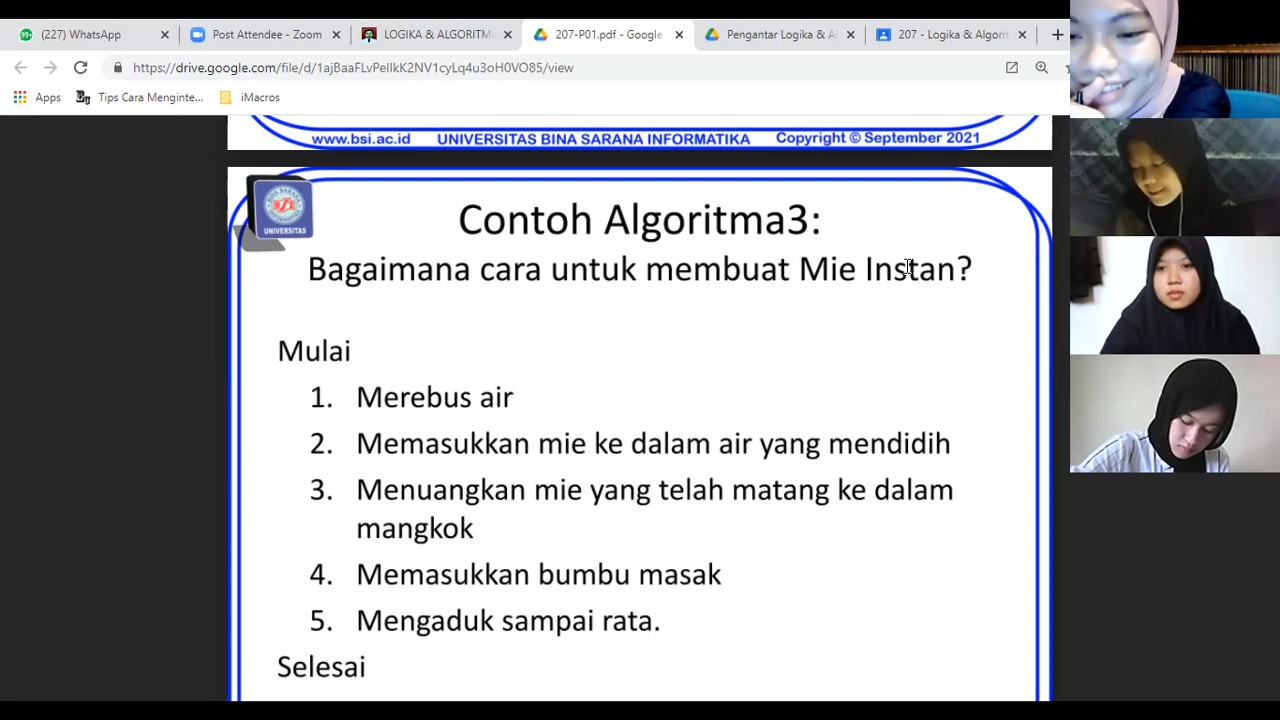 (227) WhatsApp
Post Attendee - Zoom
LOGIKA & ALGORITM
207-P01.pdf - Google
Pengantar Logika & Al
207 - Logika & Algorit
https://drive.google.com/file/d/1ajBaaFLvPeIlkK2NV1cyLq4u3oH0VO85/view
Apps
Tips Cara Menginte...
iMacros
www.bsi.ac.id UNIVERSITAS BINA SARANA INFORMATIKA Copyright © September 2021
UNIVERSITAS
Contoh Algoritma3:
Bagaimana cara untuk membuat Mie Instan?
Mulai
1. Merebus air
2. Memasukkan mie ke dalam air yang mendidih
3. Menuangkan mie yang telah matang ke dalam
mangkok
4. Memasukkan bumbu masak
5. Mengaduk sampai rata.
Selesai